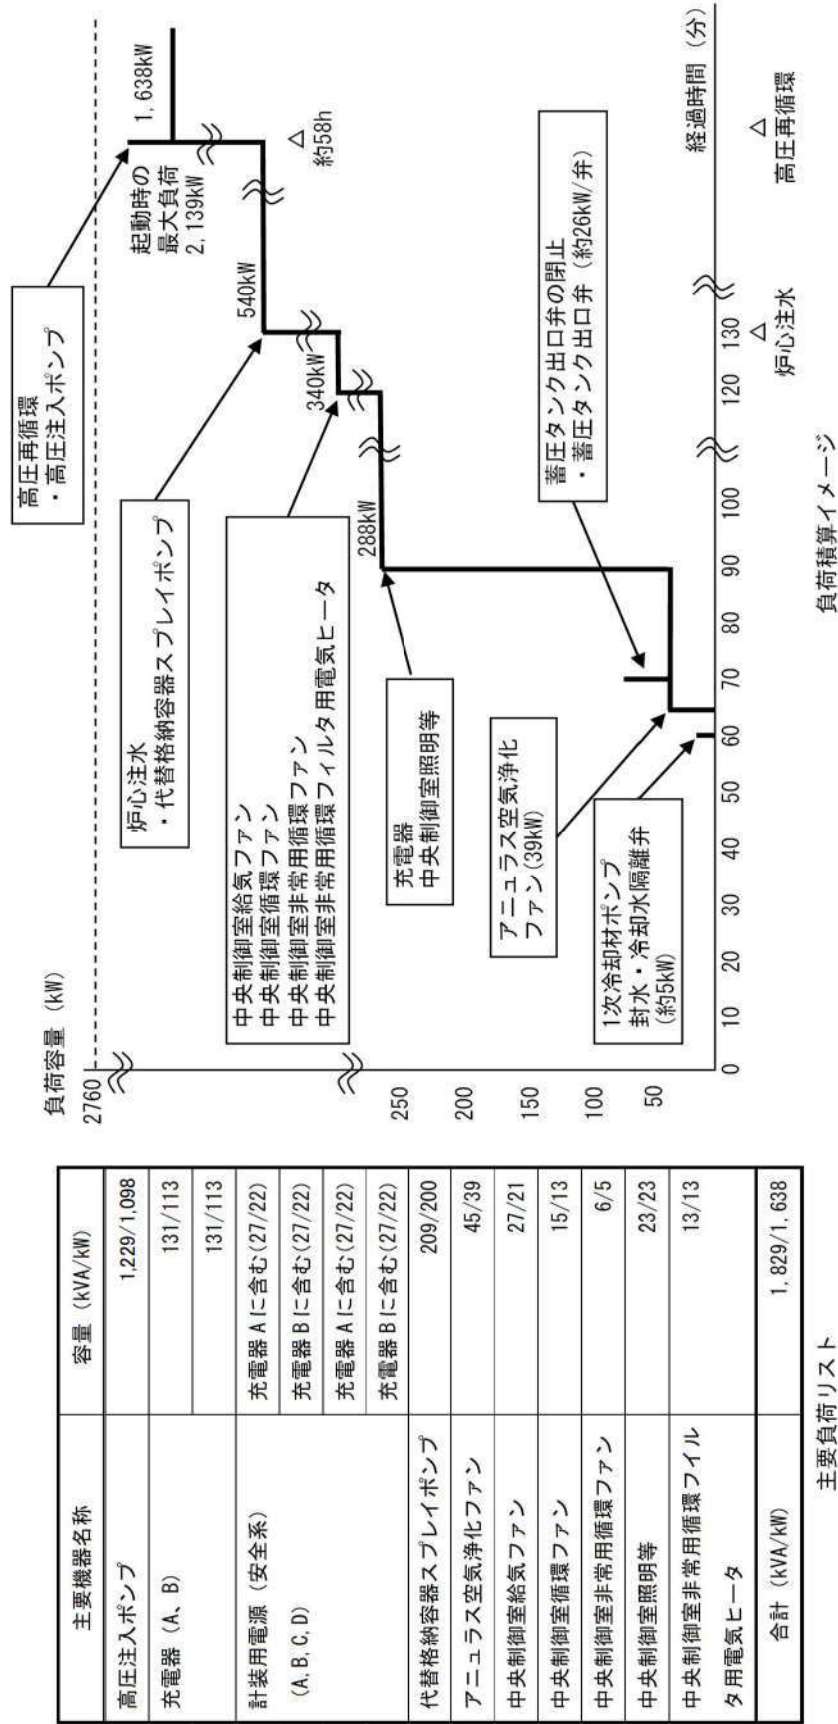 主要機器名称
容量 (kVA/kW)
高圧注入ポンプ
1,229/1,098
充電器 (A、B)
131/113
131/113
計装用電源 (安全系)
(A,B,C,D)
充電器Aに含む(27/22)
充電器Bに含む(27/22)
充電器Aに含む(27/22)
充電器Bに含む(27/22)
代替格納容器スプレイポンプ
209/200
アニュラス空気浄化ファン
45/39
中央制御室給気ファン
27/21
中央制御室循環ファン
15/13
中央制御室非常用循環ファン
6/5
中央制御室照明等
23/23
中央制御室非常用循環フィル
タ用電気ヒータ
13/13
合計 (kVA/kW)
1,829/1,638
主要負荷リスト
負荷容量 (kW)
2760
250
200
150
100
50
高圧再循環
・高圧注入ポンプ
炉心注水
・代替格納容器スプレイポンプ
中央制御室給気ファン
中央制御室循環ファン
中央制御室非常用循環ファン
中央制御室非常用循環フィルタ用電気ヒータ
充電器
中央制御室照明等
アニュラス空気浄化
ファン(39kW)
1次冷却材ポンプ
封水・冷却水隔離弁
(約5kW)
蓄圧タンク出口弁の閉止
・蓄圧タンク出口弁 (約26kW/弁)
288kW
340kW
540kW
起動時の
最大負荷
2,139kW
1,638kW
△
約58h
経過時間 (分)
0
10
20
30
40
50
60
70
80
90
100
120
130
△
炉心注水
△
高圧再循環
負荷積算イメージ